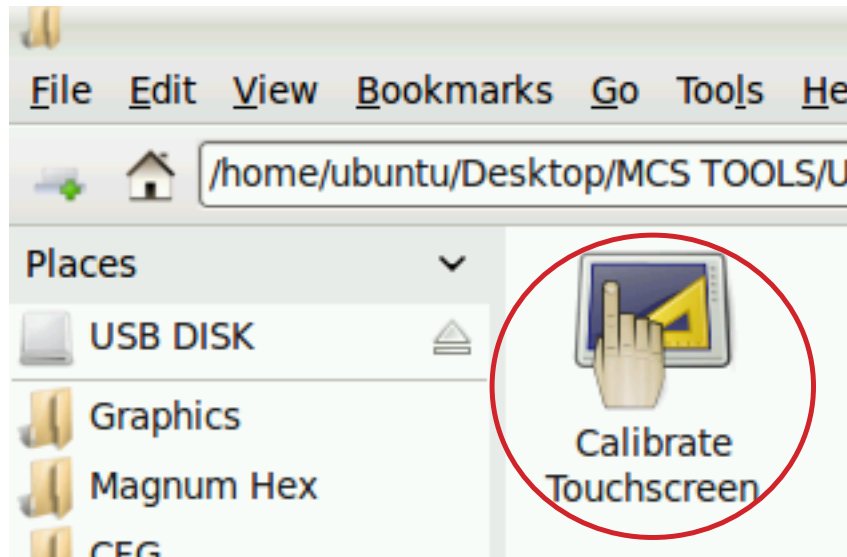 File Edit View Bookmarks Go Tools He
/home/ubuntu/Desktop/MCS TOOLS/U
Places
USB DISK
Graphics
Magnum Hex
CFG
Calibrate
Touchscreen